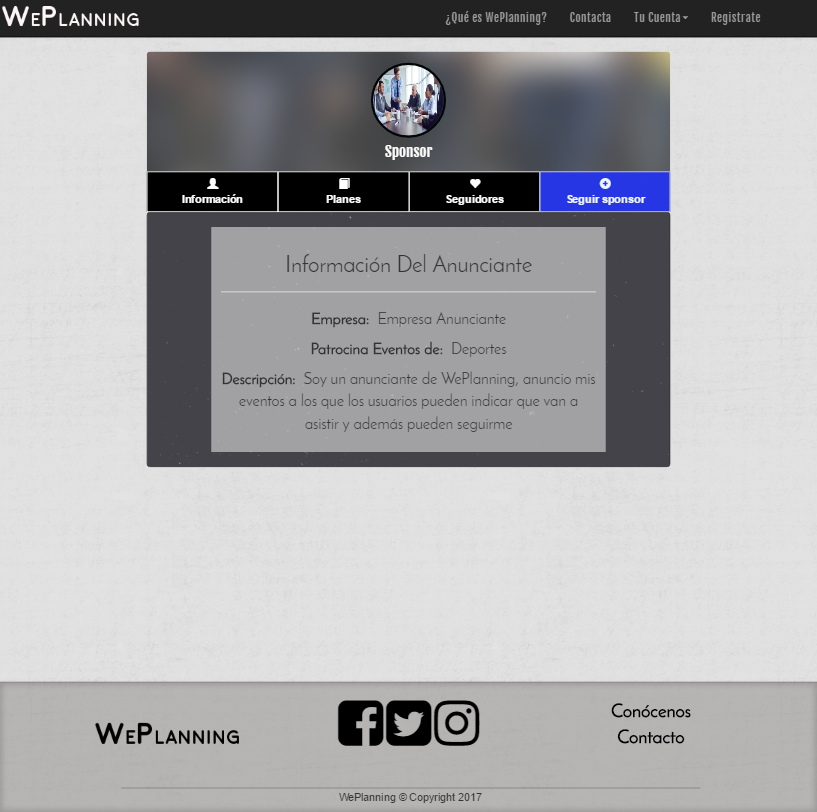 WePlanning
¿Qué es WePlanning?
Contacta
Tu Cuenta
Registrate
Sponsor
Información
Planes
Seguidores
Seguir sponsor
Información Del Anunciante
Empresa: Empresa Anunciante
Patrocina Eventos de: Deportes
Descripción: Soy un anunciante de WePlanning, anuncio mis
eventos a los que los usuarios pueden indicar que van a
asistir y además pueden seguirme
WePlanning
Conócenos
Contacto
WePlanning © Copyright 2017